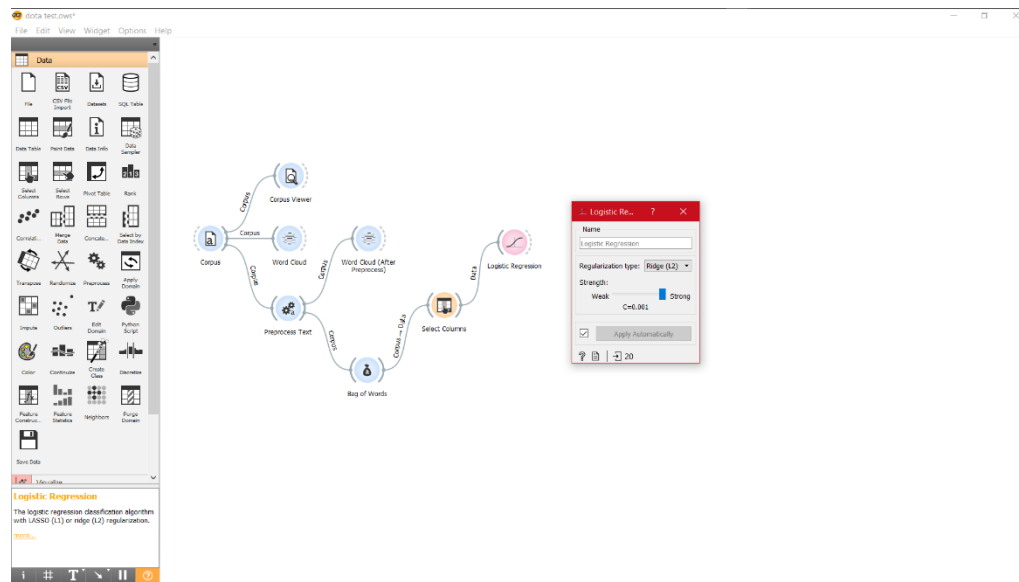 dota test.ows*
File Edit View Widget Options Help
Data
File
CSV File Import
Datasets
SQL Table
Data Table
Paint Data
Data Info
Data Sampler
Select Columns
Select Rows
Pivot Table
Rank
Correlati...
Merge Data
Concate...
Select by Data Index
Transpose
Randomize
Preprocess
Apply Domain
Impute
Outliers
Edit Domain
Python Script
Color
Continuize
Create Class
Discretize
Feature Construc...
Feature Statistics
Neighbors
Purge Domain
Save Data
Logistic Regression
The logistic regression classification algorithm
with LASSO (L1) or ridge (L2) regularization.
more...
Corpus
Corpus Viewer
Corpus
Corpus
Word Cloud
Corpus
Word Cloud (After
Preprocess)
Corpus
Preprocess Text
Corpus
Bag of Words
Corpus → Data
Select Columns
Data
Logistic Regression
Logistic Re... ? ×
Name
Logistic Regression
Regularization type: Ridge (L2)
Strength:
Weak Strong
C=0.001
Apply Automatically
? 20